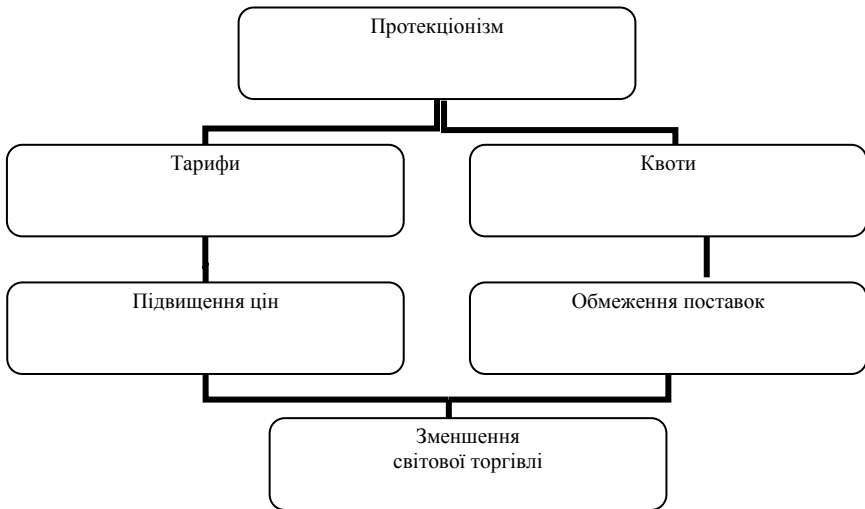 Протекціонізм
Тарифи
Квоти
Підвищення цін
Обмеження поставок
Зменшення
світової торгівлі